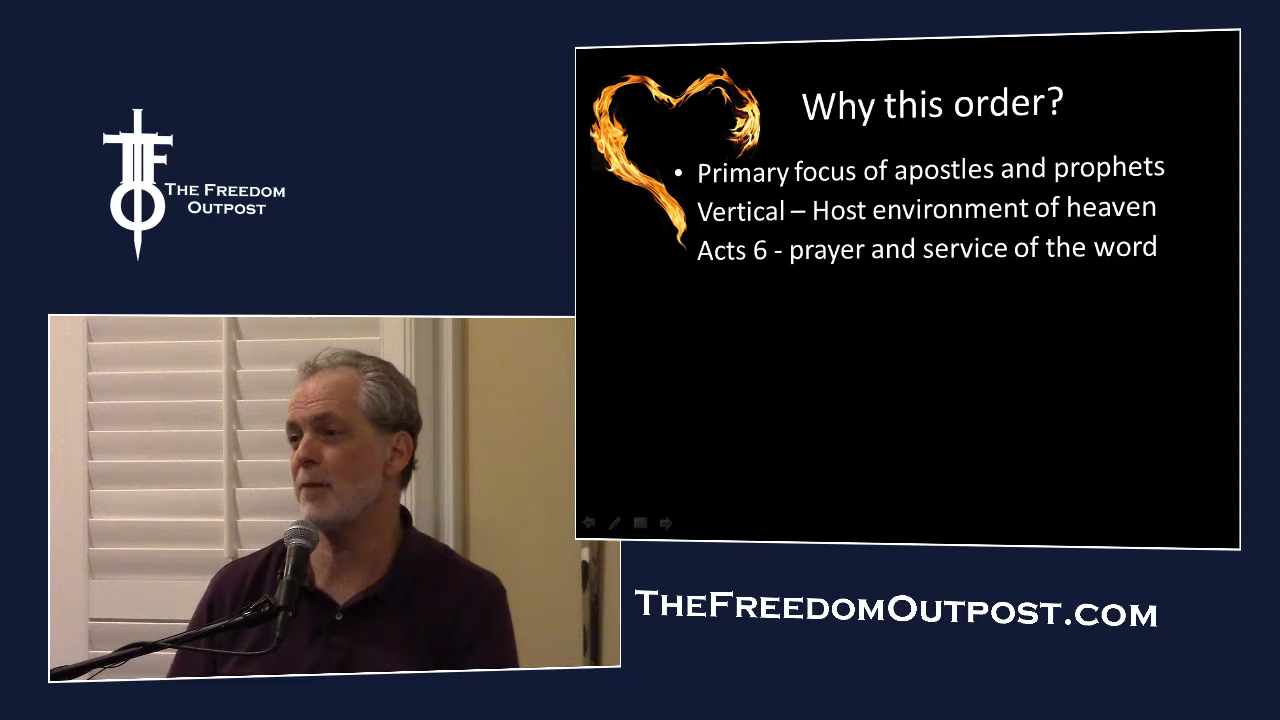 THE FREEDOM
OUTPOST
Why this order?
• Primary focus of apostles and prophets
Vertical – Host environment of heaven
Acts 6 - prayer and service of the word
THEFREEDOMOUTPOST.COM